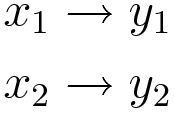 x₁ → y₁
x₂ → y₂